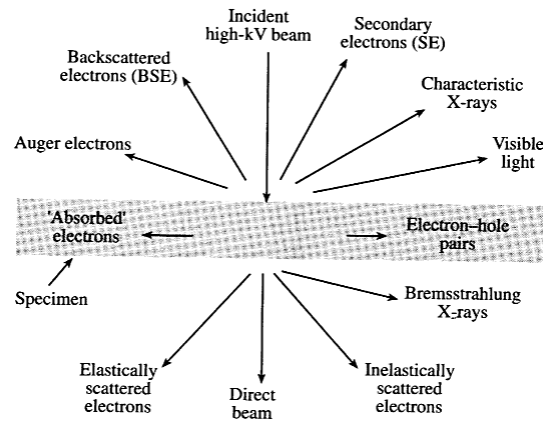 Incident
high-kV beam
Secondary
electrons (SE)
Backscattered
electrons (BSE)
Characteristic
X-rays
Auger electrons
Visible
light
'Absorbed'
electrons
Electron–hole
pairs
Specimen
Bremsstrahlung
X-rays
Elastically
scattered
electrons
Direct
beam
Inelastically
scattered
electrons